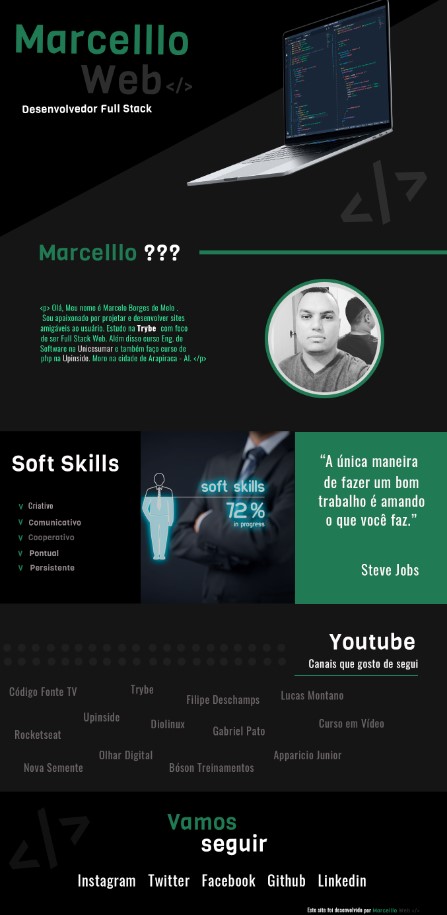 Marcelllo
Web </>
Desenvolvedor Full Stack
</>
Marcelllo ???
<p> Olá, Meu nome é Marcelo Borges de Melo .
Sou apaixonado por projetar e desenvolver sites
amigáveis ao usuário. Estudo na Trybe com foco
de ser Full Stack Web. Além disso curso Eng. de
Software na Unicesumar e também faço curso de
php na Upinside. Moro na cidade de Arapiraca - AL. </p>
Soft Skills
V Criativo
V Comunicativo
V Cooperativo
V Pontual
V Persistente
soft skills
72%
in progress
“A única maneira
de fazer um bom
trabalho é amando
o que você faz.”
Steve Jobs
Youtube
Canais que gosto de segui
Código Fonte TV
Trybe
Filipe Deschamps
Lucas Montano
Rocketseat
Upinside
Diolinux
Gabriel Pato
Curso em Vídeo
Nova Semente
Olhar Digital
Bóson Treinamentos
Apparicio Junior
</>
Vamos
seguir
Instagram Twitter Facebook Github Linkedin
Este site foi desenvolvido por Marcelllo Web </>